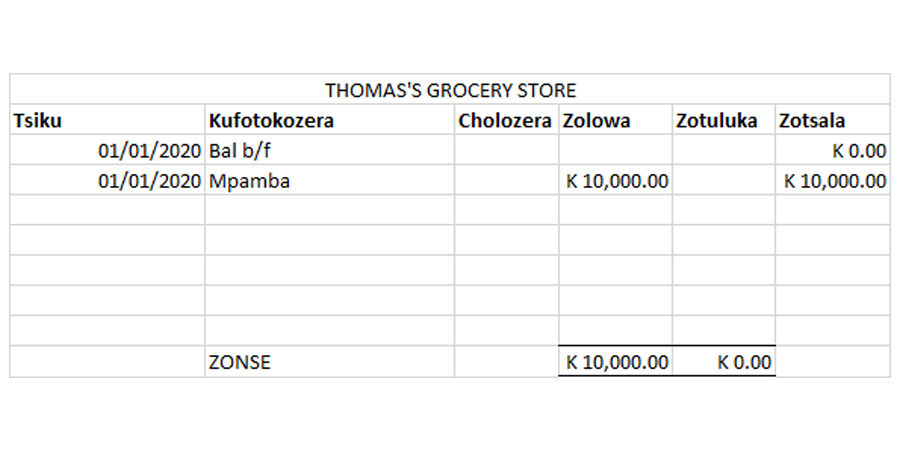 THOMAS'S GROCERY STORE
Tsiku Kufotokozera Cholozera Zolowa Zotuluka Zotsala
01/01/2020 Bal b/f K 0.00
01/01/2020 Mpamba K 10,000.00 K 10,000.00
ZONSE K 10,000.00 K 0.00